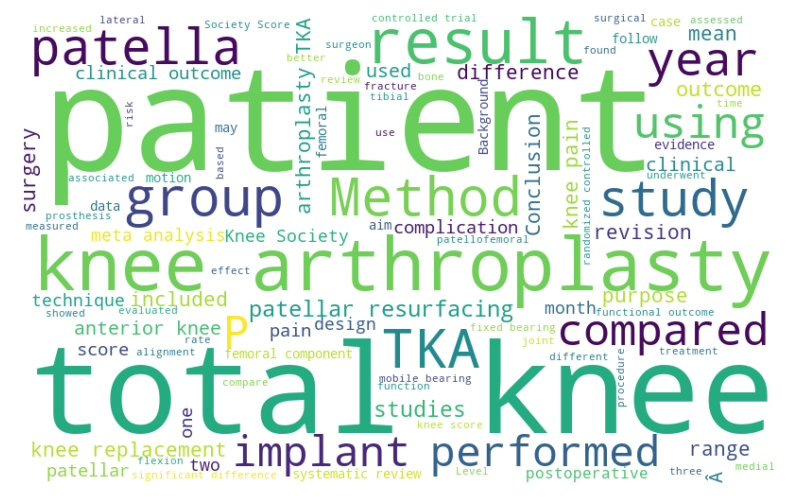 increased
lateral
Society Score
controlled trial
surgical
case
assessed
patella
clinical outcome
surgeon
better
review
bone
TKA
result
follow
found
mean
year
used
difference
fracture
tibial
outcome
time
patient
surgery
risk
may
arthroplasty TKA
femoral
use
Background
using
evidence
clinical
underwent
associated
motion
based
data
prosthesis
measured
group
Method
Conclusion
knee pain
randomized controlled
study
aim
complication
revision
meta analysis
Knee Society
patellofemoral
knee arthroplasty
effect
technique
included
showed
evaluated
patellar resurfacing
month
purpose
functional outcome
anterior knee
P
pain
design
fixed bearing
joint
compared
score
alignment
rate
femoral component
TKA
different
treatment
compare
mobile bearing
function
procedure
total knee
one
studies
knee score
knee replacement
two
implant
performed
range
patellar
flexion
significant difference
systematic review
Level
postoperative
three
Â
medial